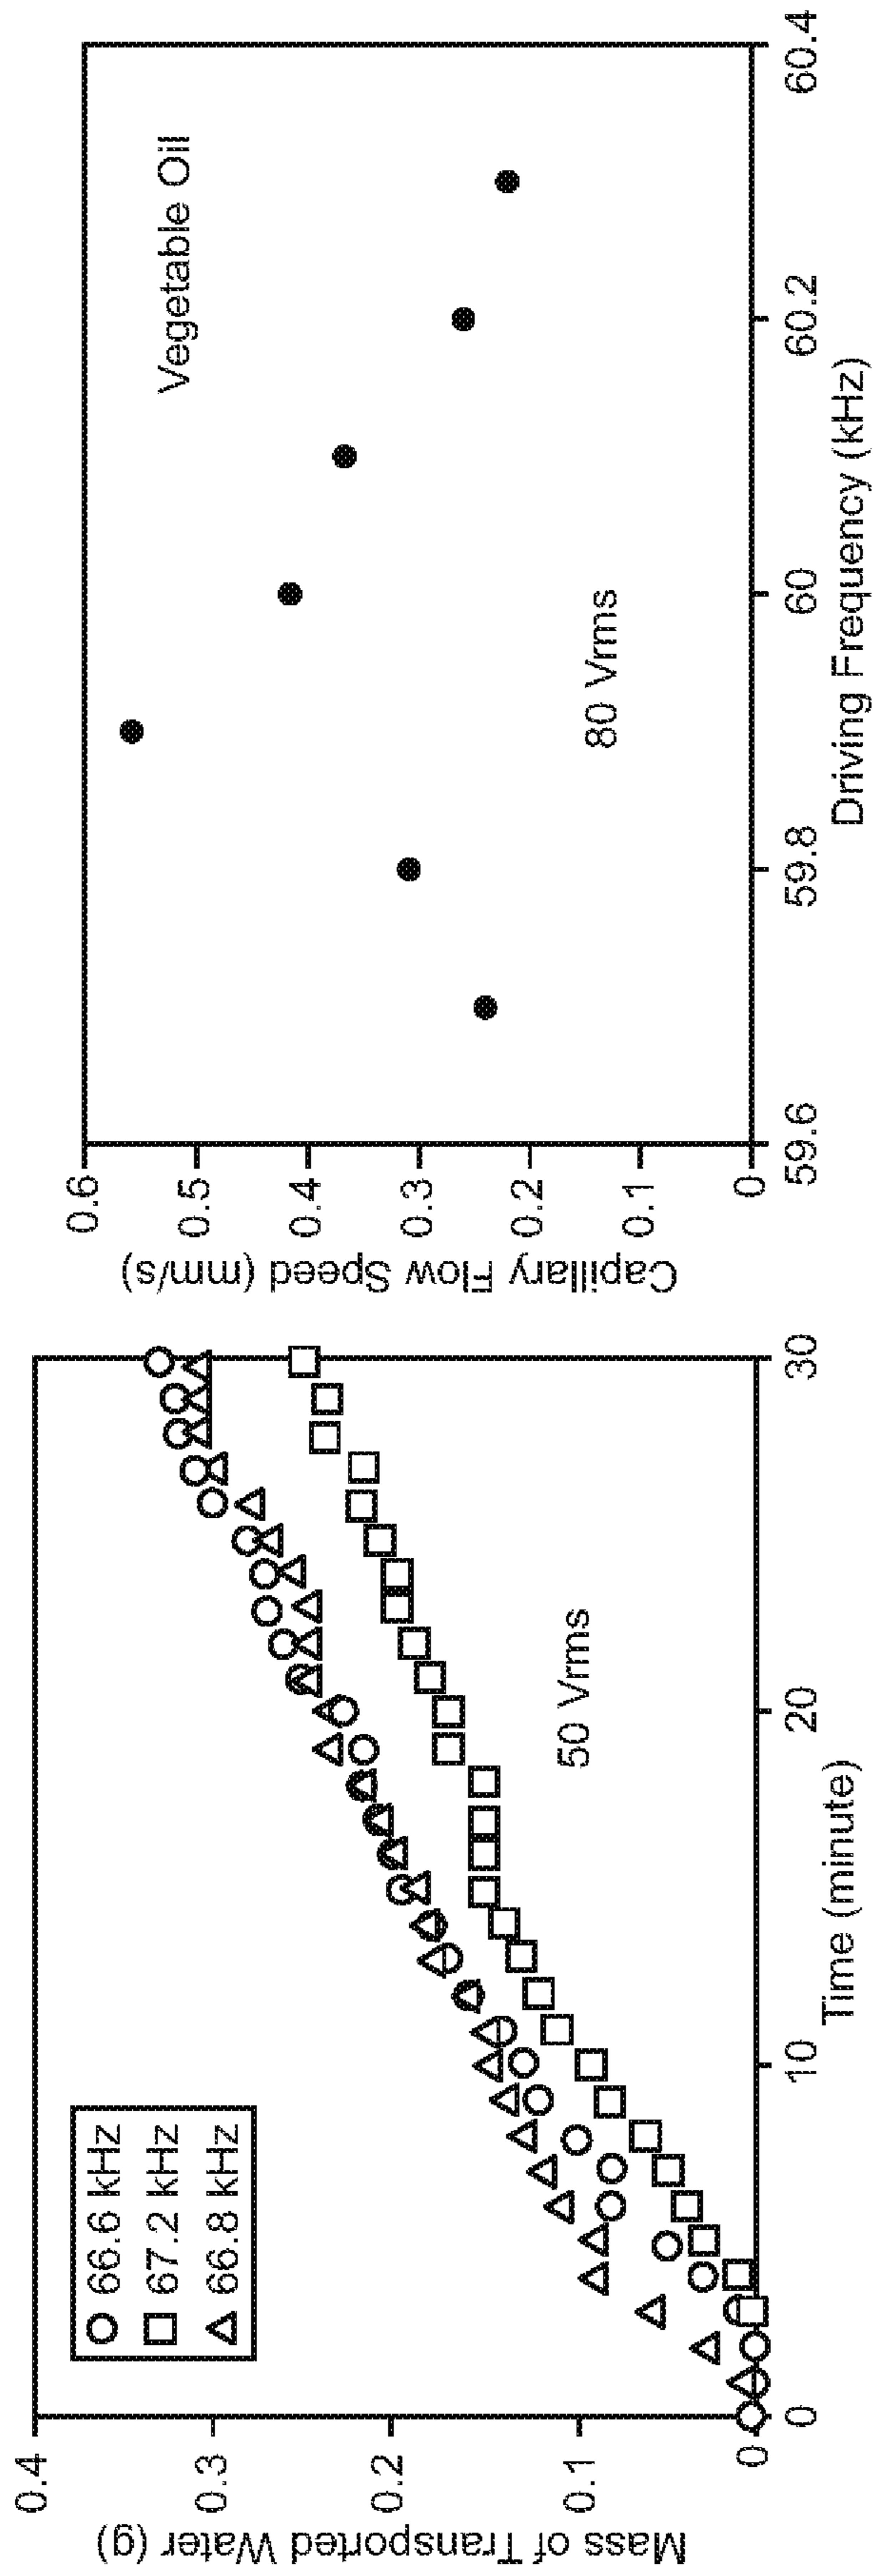 0.4
0.3
0.2
0.1
0
Mass of Transported Water (g)
66.6 kHz
67.2 kHz
66.8 kHz
50 Vrms
0
10
20
30
Time (minute)
0.6
0.5
0.4
0.3
0.2
0.1
0
Capillary Flow Speed (mm/s)
Vegetable Oil
80 Vrms
59.6
59.8
60
60.2
60.4
Driving Frequency (kHz)